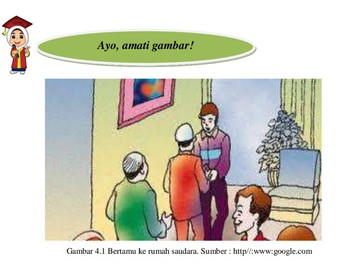 Ayo, amati gambar!
Gambar 4.1 Bertamu ke rumah saudara. Sumber : http//:www.google.com